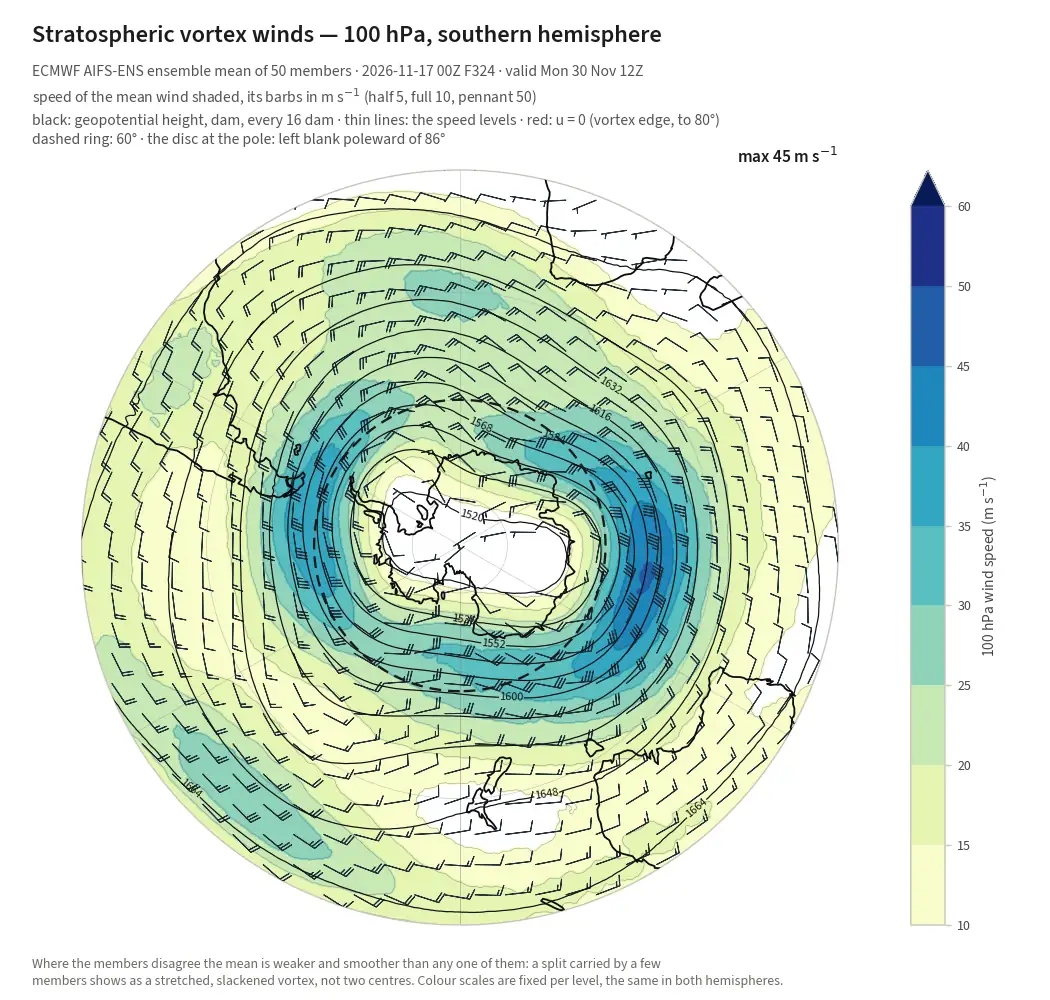 Stratospheric vortex winds — 100 hPa, southern hemisphere
ECMWF AIFS-ENS ensemble mean of 50 members · 2026-11-17 00Z F324 · valid Mon 30 Nov 12Z
speed of the mean wind shaded, its barbs in m s⁻¹ (half 5, full 10, pennant 50)
black: geopotential height, dam, every 16 dam · thin lines: the speed levels · red: u = 0 (vortex edge, to 80°)
dashed ring: 60° · the disc at the pole: left blank poleward of 86°
max 45 m s⁻¹
60
50
45
40
35
30
25
20
15
10
100 hPa wind speed (m s⁻¹)
1632
1616
1568
1520
1552
1600
1648
1664
1664
Where the members disagree the mean is weaker and smoother than any one of them: a split carried by a few
members shows as a stretched, slackened vortex, not two centres. Colour scales are fixed per level, the same in both hemispheres.